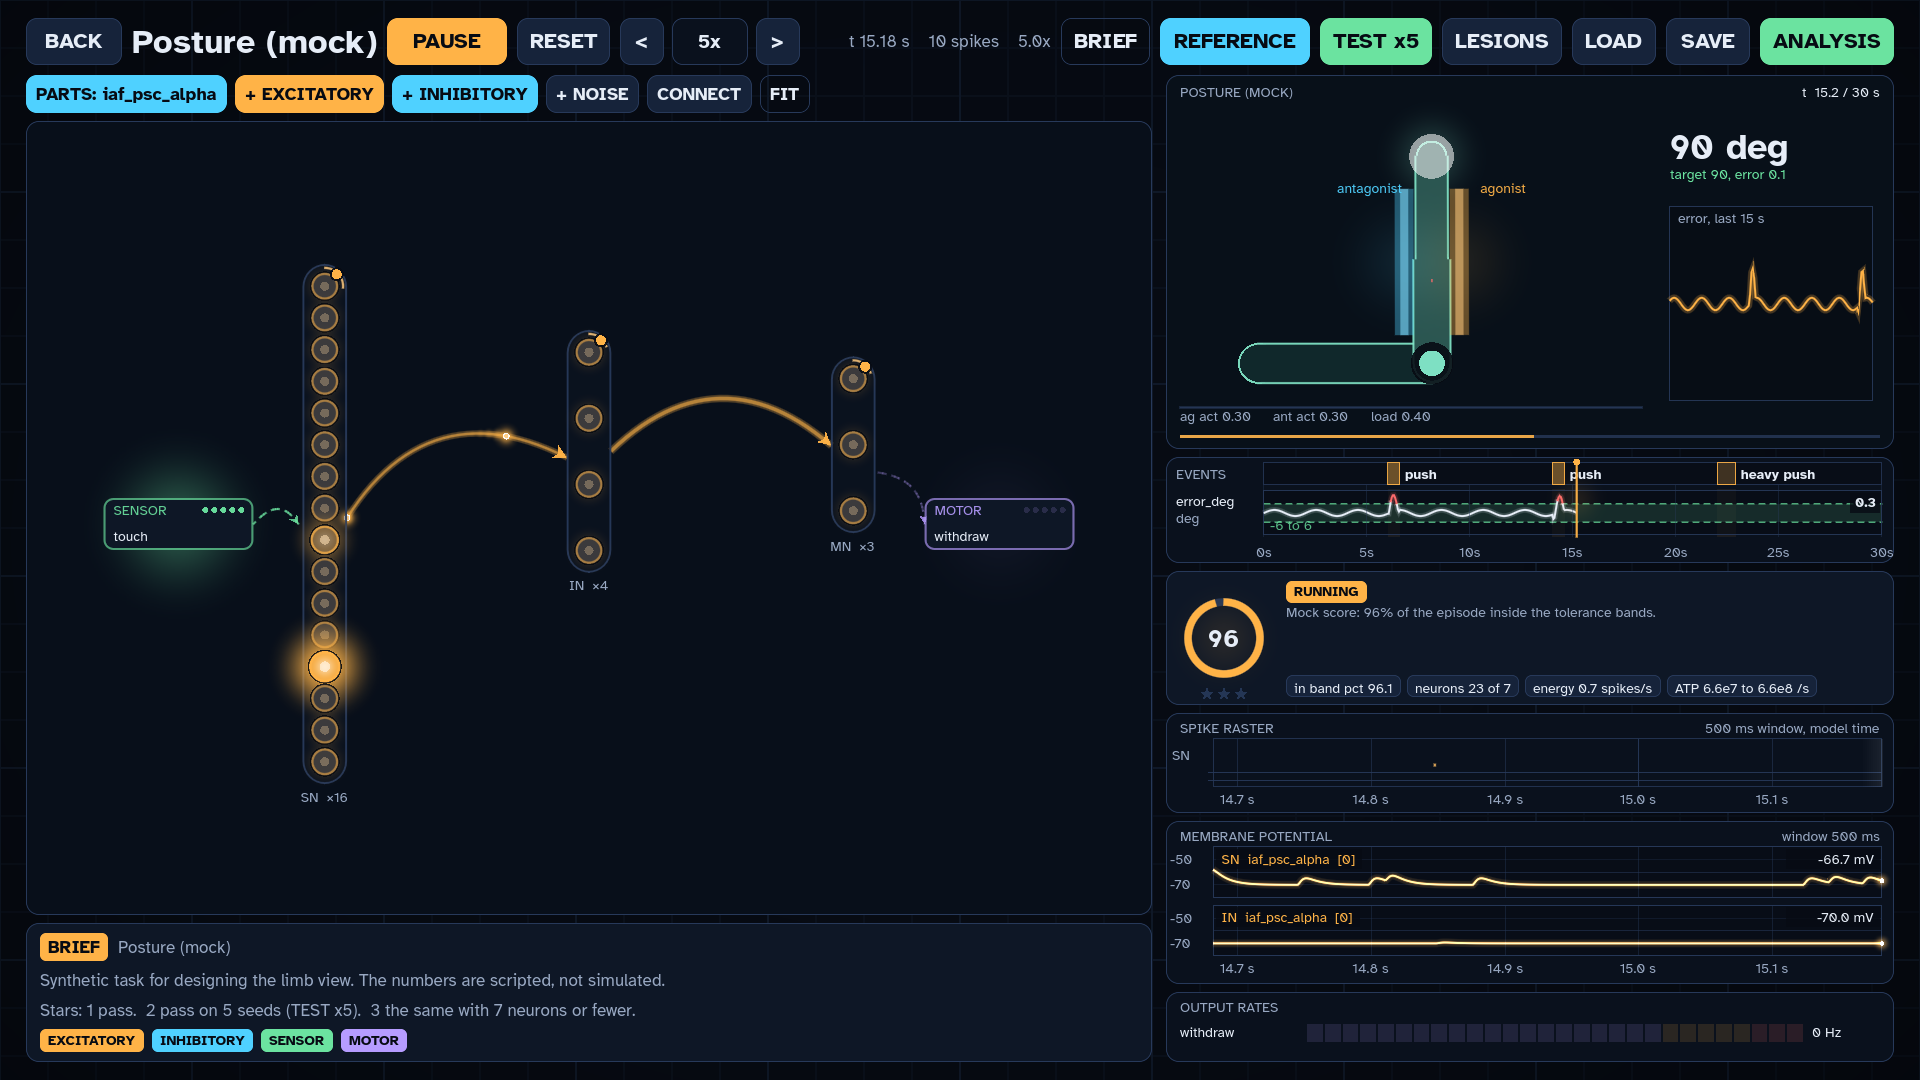 BACK
Posture (mock)
PAUSE
RESET
<
5x
>
t 15.18 s
10 spikes
5.0x
BRIEF
REFERENCE
TEST x5
LESIONS
LOAD
SAVE
ANALYSIS
PARTS: iaf_psc_alpha
+ EXCITATORY
+ INHIBITORY
+ NOISE
CONNECT
FIT
SENSOR
touch
SN ×16
IN ×4
MN ×3
MOTOR
withdraw
BRIEF
Posture (mock)
Synthetic task for designing the limb view. The numbers are scripted, not simulated.
Stars: 1 pass. 2 pass on 5 seeds (TEST x5). 3 the same with 7 neurons or fewer.
EXCITATORY
INHIBITORY
SENSOR
MOTOR
POSTURE (MOCK)
t 15.2 / 30 s
antagonist
agonist
90 deg
target 90, error 0.1
error, last 15 s
ag act 0.30
ant act 0.30
load 0.40
EVENTS
push
push
heavy push
error_deg
deg
-6 to 6
0.3
0s
5s
10s
15s
20s
25s
30s
96
RUNNING
Mock score: 96% of the episode inside the tolerance bands.
in band pct 96.1
neurons 23 of 7
energy 0.7 spikes/s
ATP 6.6e7 to 6.6e8 /s
SPIKE RASTER
500 ms window, model time
SN
14.7 s
14.8 s
14.9 s
15.0 s
15.1 s
MEMBRANE POTENTIAL
window 500 ms
-50
-70
SN iaf_psc_alpha [0]
-66.7 mV
-50
-70
IN iaf_psc_alpha [0]
-70.0 mV
14.7 s
14.8 s
14.9 s
15.0 s
15.1 s
OUTPUT RATES
withdraw
0 Hz